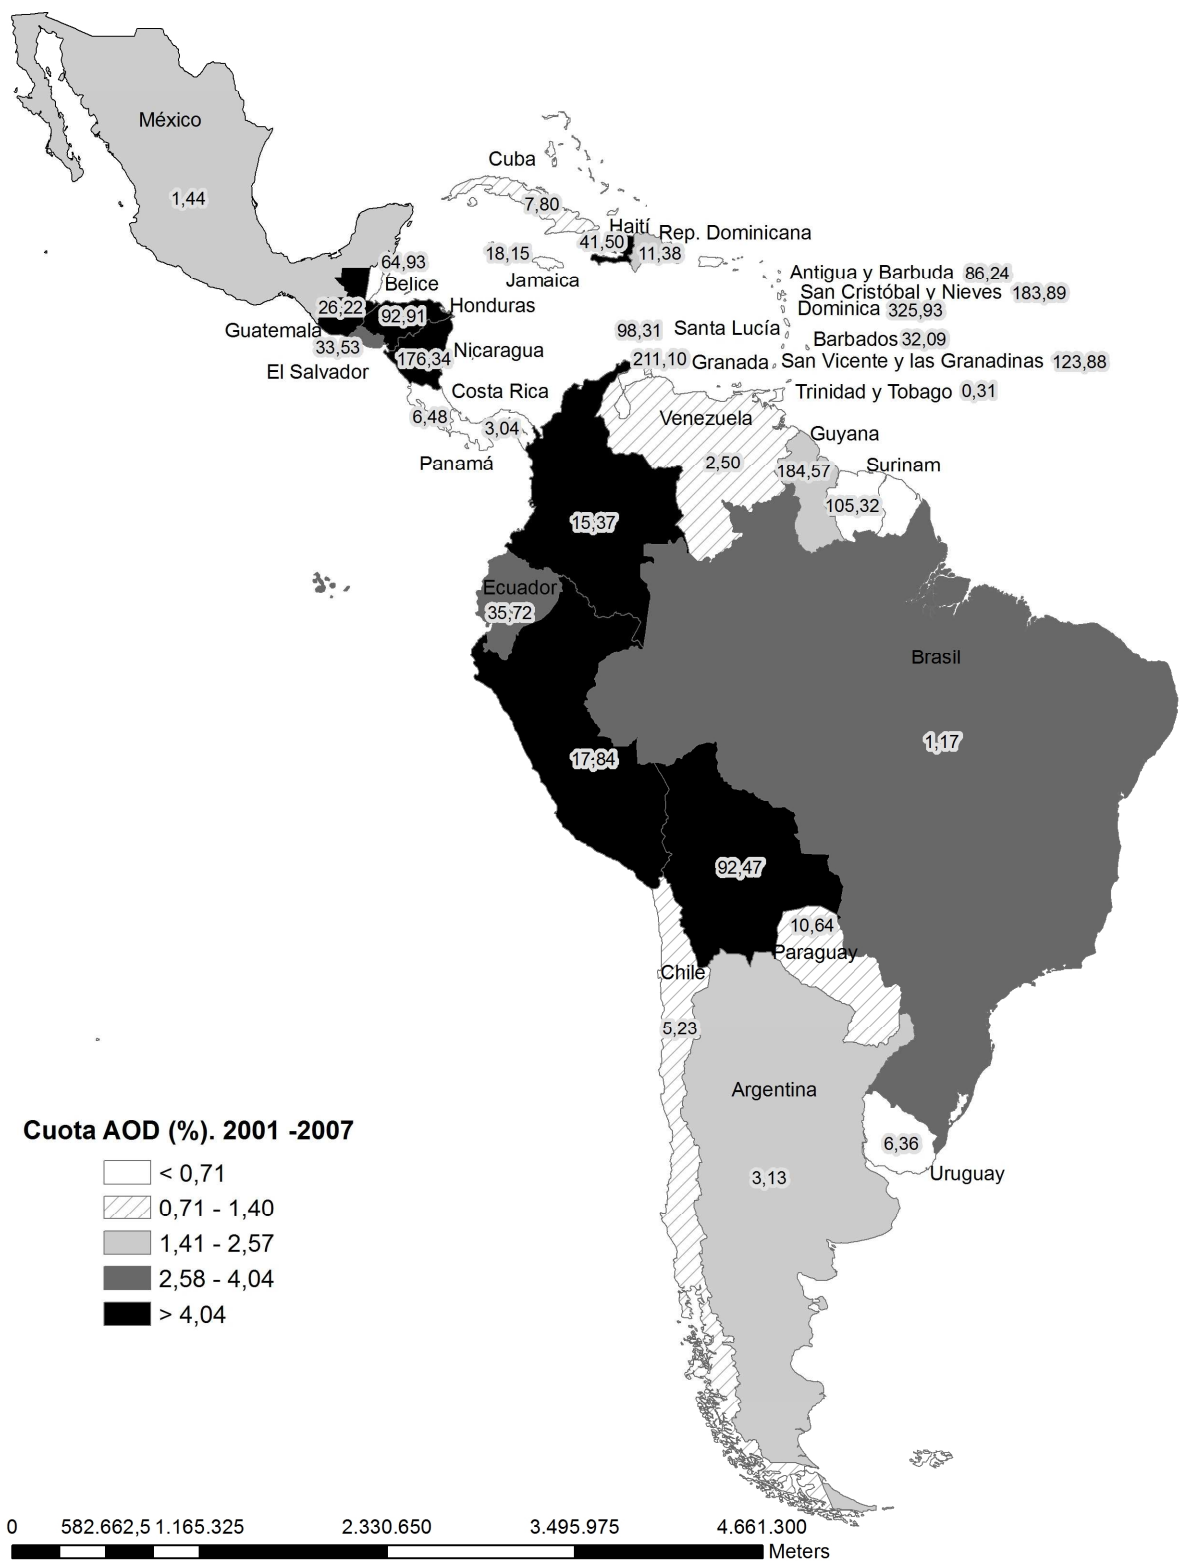 México
1,44
Cuba
7,80
Haití
41,50
Rep. Dominicana
11,38
18,15
Jamaica
64,93
Belice
26,22
Guatemala
92,91
Honduras
33,53
El Salvador
176,34
Nicaragua
Costa Rica
6,48
3,04
Panamá
Antigua y Barbuda 86,24
San Cristóbal y Nieves 183,89
Dominica 325,93
98,31 Santa Lucía
Barbados 32,09
211,10 Granada
San Vicente y las Granadinas 123,88
Trinidad y Tobago 0,31
Venezuela
2,50
Guyana
184,57
Surinam
105,32
15,37
Ecuador
35,72
Brasil
1,17
17,84
92,47
10,64
Paraguay
Chile
5,23
Argentina
3,13
6,36
Uruguay
Cuota AOD (%). 2001 -2007
< 0,71
0,71 - 1,40
1,41 - 2,57
2,58 - 4,04
> 4,04
0 582.662,5 1.165.325 2.330.650 3.495.975 4.661.300
Meters